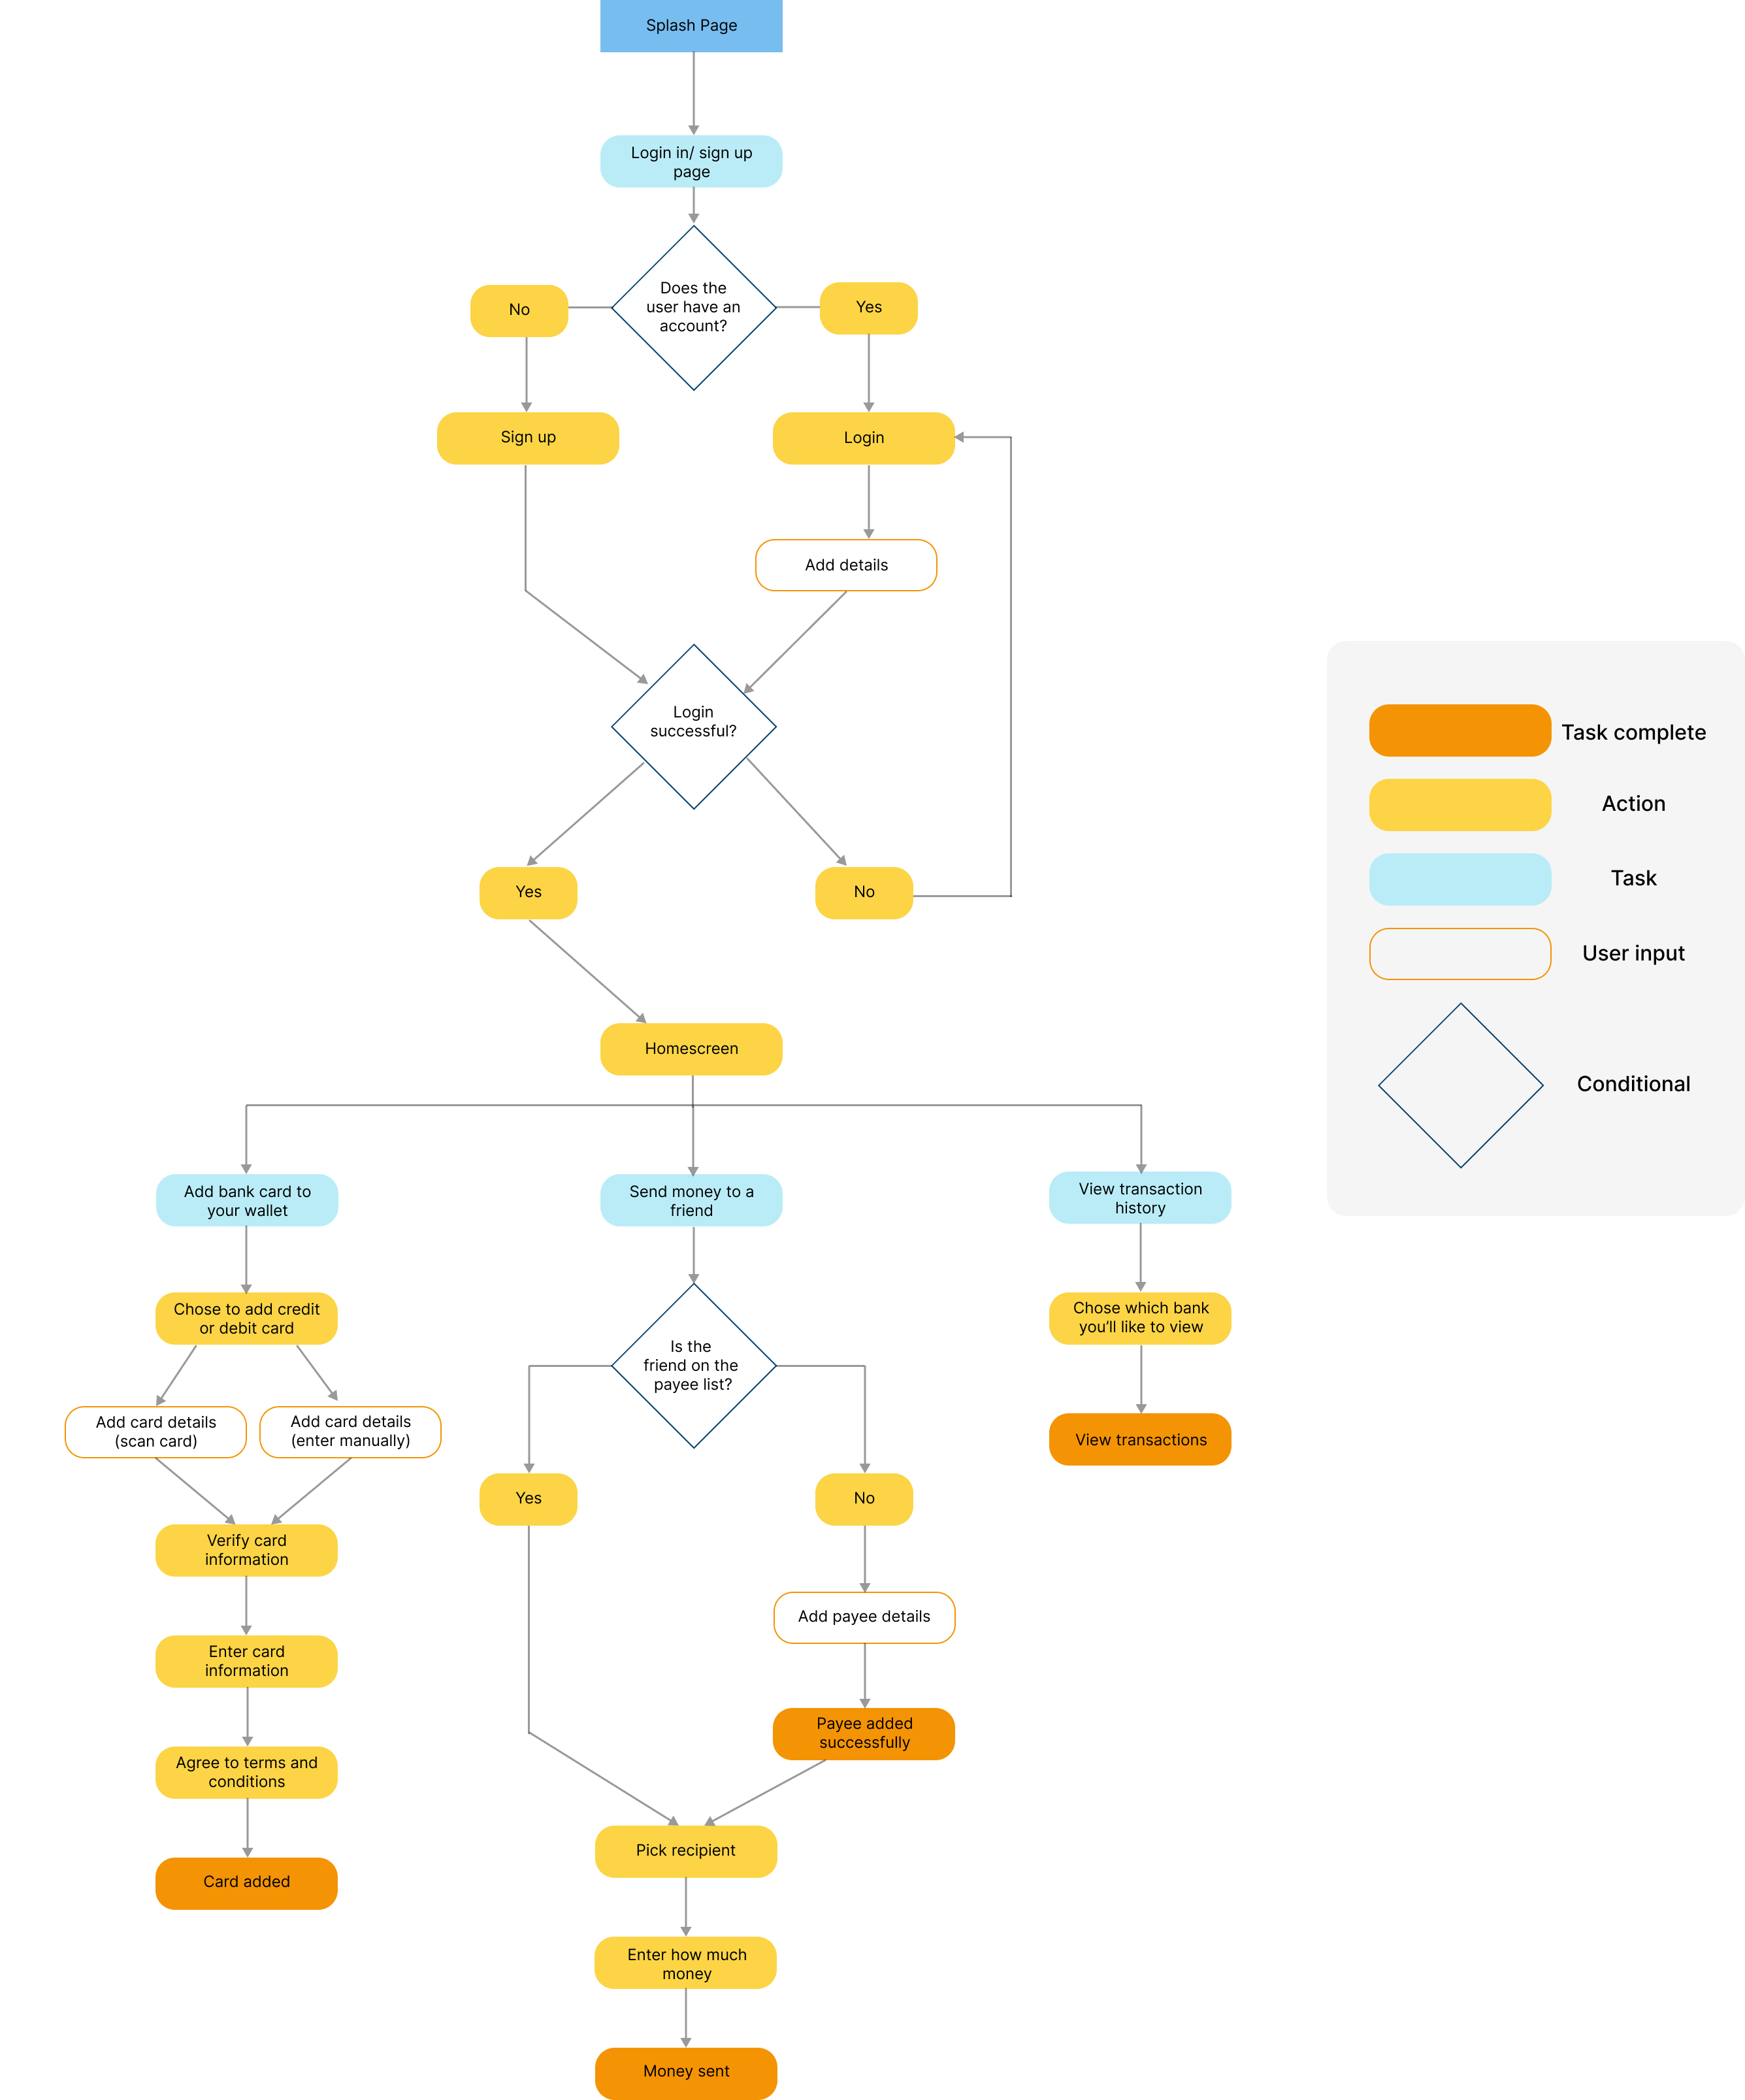 Splash Page
Login in/ sign up
page
Does the
user have an
account?
No
Yes
Sign up
Login
Add details
Login
successful?
Yes
No
Homescreen
Add bank card to
your wallet
Send money to a
friend
View transaction
history
Chose to add credit
or debit card
Is the
friend on the
payee list?
Chose which bank
you'll like to view
Add card details
(scan card)
Add card details
(enter manually)
View transactions
Yes
No
Verify card
information
Add payee details
Enter card
information
Payee added
successfully
Agree to terms and
conditions
Pick recipient
Card added
Enter how much
money
Money sent
Task complete
Action
Task
User input
Conditional